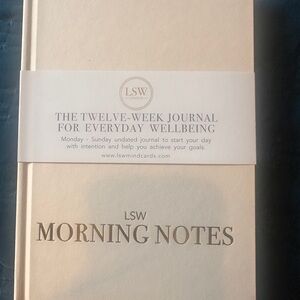 LSW
THE TWELVE-WEEK JOURNAL
FOR EVERYDAY WELLBEING
Monday - Sunday undated journal to start your day
with intention and help you achieve your goals.
www.lswmindcards.com
LSW
MORNING NOTES